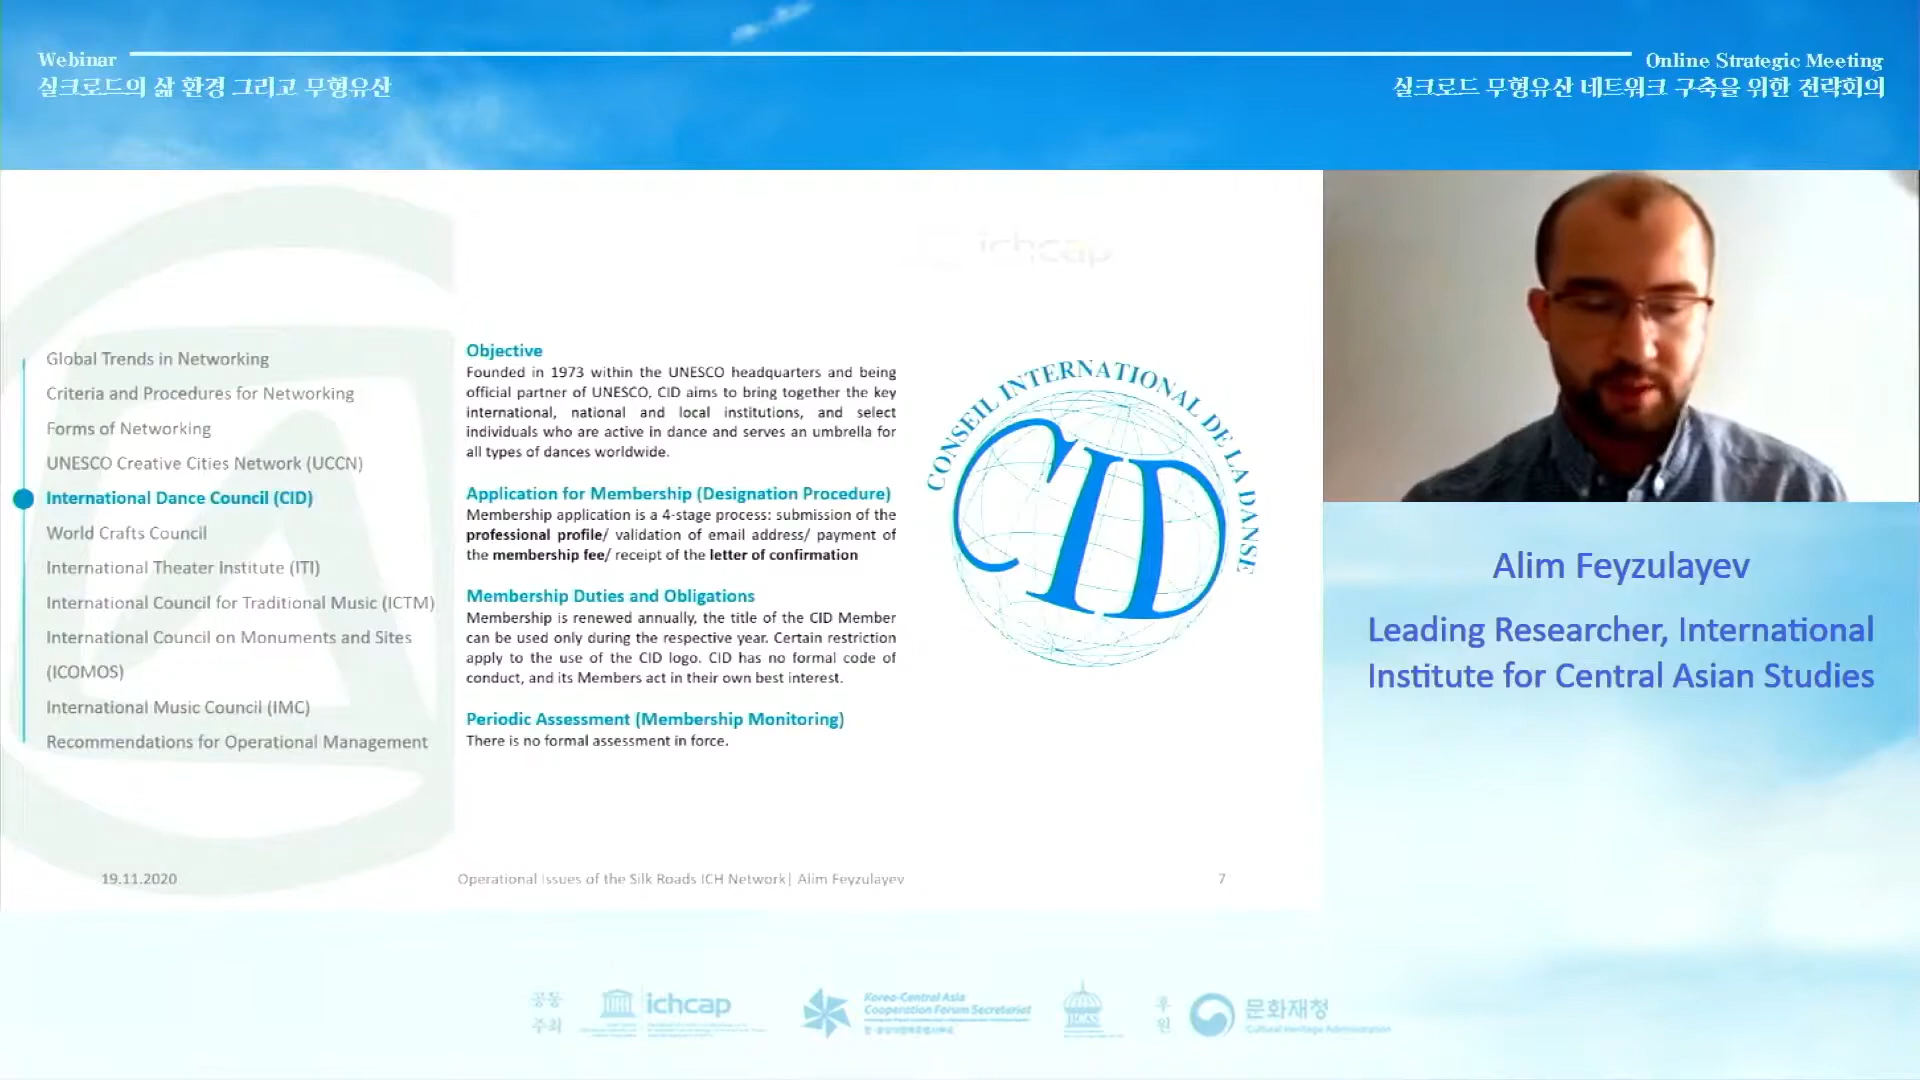 Webinar
실크로드의 삶 환경 그리고 무형유산
Online Strategic Meeting
실크로드 무형유산 네트워크 구축을 위한 전략회의
ichcap
Global Trends in Networking
Criteria and Procedures for Networking
Forms of Networking
UNESCO Creative Cities Network (UCCN)
International Dance Council (CID)
World Crafts Council
International Theater Institute (ITI)
International Council for Traditional Music (ICTM)
International Council on Monuments and Sites
(ICOMOS)
International Music Council (IMC)
Recommendations for Operational Management
Objective
Founded in 1973 within the UNESCO headquarters and being
official partner of UNESCO, CID aims to bring together the key
international, national and local institutions, and select
individuals who are active in dance and serves an umbrella for
all types of dances worldwide.
Application for Membership (Designation Procedure)
Membership application is a 4-stage process: submission of the
professional profile/ validation of email address/ payment of
the membership fee/ receipt of the letter of confirmation
Membership Duties and Obligations
Membership is renewed annually, the title of the CID Member
can be used only during the respective year. Certain restriction
apply to the use of the CID logo. CID has no formal code of
conduct, and its Members act in their own best interest.
Periodic Assessment (Membership Monitoring)
There is no formal assessment in force.
CONSEIL INTERNATIONAL DE LA DANSE
CID
19.11.2020
Operational Issues of the Silk Roads ICH Network| Alim Feyzulayev
7
Alim Feyzulayev
Leading Researcher, International
Institute for Central Asian Studies
공동
주최
ichcap
Korea-Central Asia
Cooperation Forum Secretariat
IICAS
후
원
문화재청
Cultural Heritage Administration